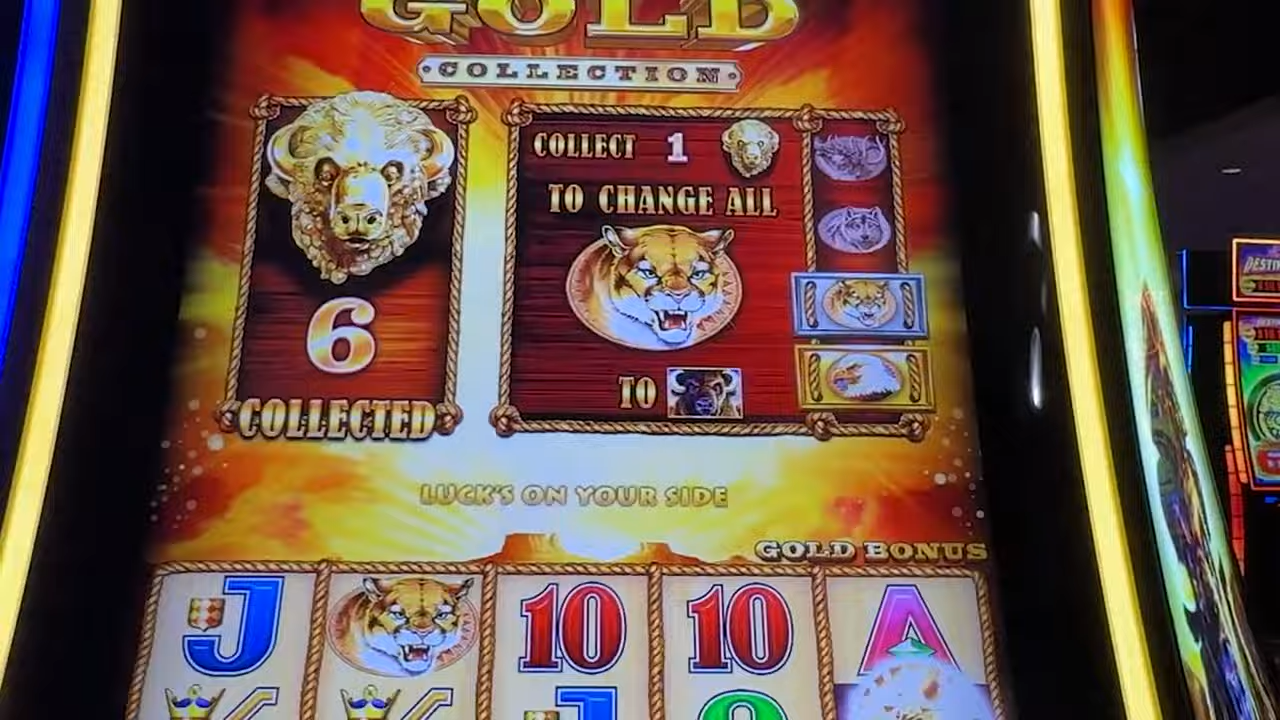 GOLD
COLLECTION
COLLECT 1
TO CHANGE ALL
TO
6
COLLECTED
LUCK'S ON YOUR SIDE
GOLD BONUS
J 10 10 A
J